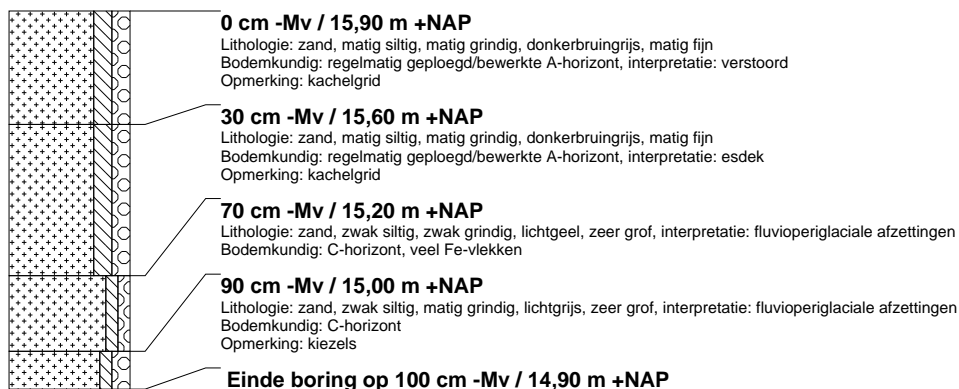 0 cm -Mv / 15,90 m +NAP
Lithologie: zand, matig siltig, matig grindig, donkerbruingrijs, matig fijn
Bodemkundig: regelmatig geploegd/bewerkte A-horizont, interpretatie: verstoord
Opmerking: kachelgrid
30 cm -Mv / 15,60 m +NAP
Lithologie: zand, matig siltig, matig grindig, donkerbruingrijs, matig fijn
Bodemkundig: regelmatig geploegd/bewerkte A-horizont, interpretatie: esdek
Opmerking: kachelgrid
70 cm -Mv / 15,20 m +NAP
Lithologie: zand, zwak siltig, zwak grindig, lichtgeel, zeer grof, interpretatie: fluvioperiglaciale afzettingen
Bodemkundig: C-horizont, veel Fe-vlekken
90 cm -Mv / 15,00 m +NAP
Lithologie: zand, zwak siltig, matig grindig, lichtgrijs, zeer grof, interpretatie: fluvioperiglaciale afzettingen
Bodemkundig: C-horizont
Opmerking: kiezels
Einde boring op 100 cm -Mv / 14,90 m +NAP